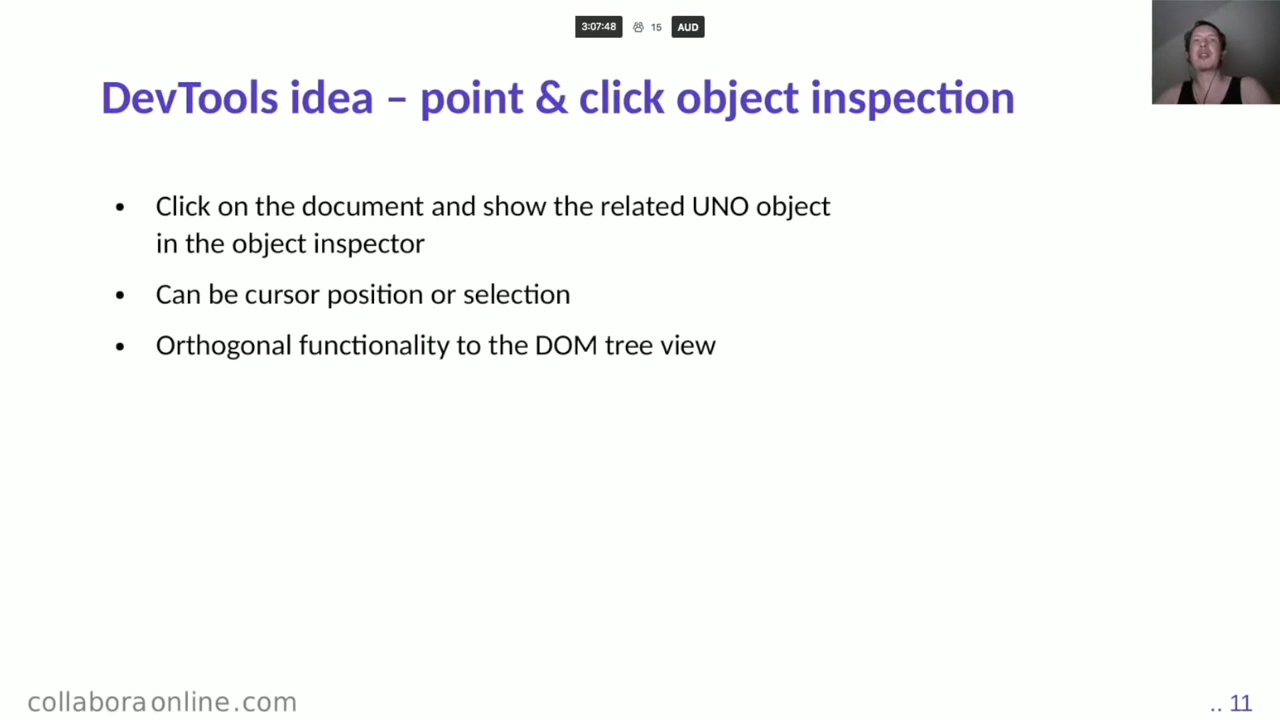 3:07:48 15 AUD
DevTools idea – point & click object inspection
• Click on the document and show the related UNO object
in the object inspector
• Can be cursor position or selection
• Orthogonal functionality to the DOM tree view
collaboraonline.com
.. 11